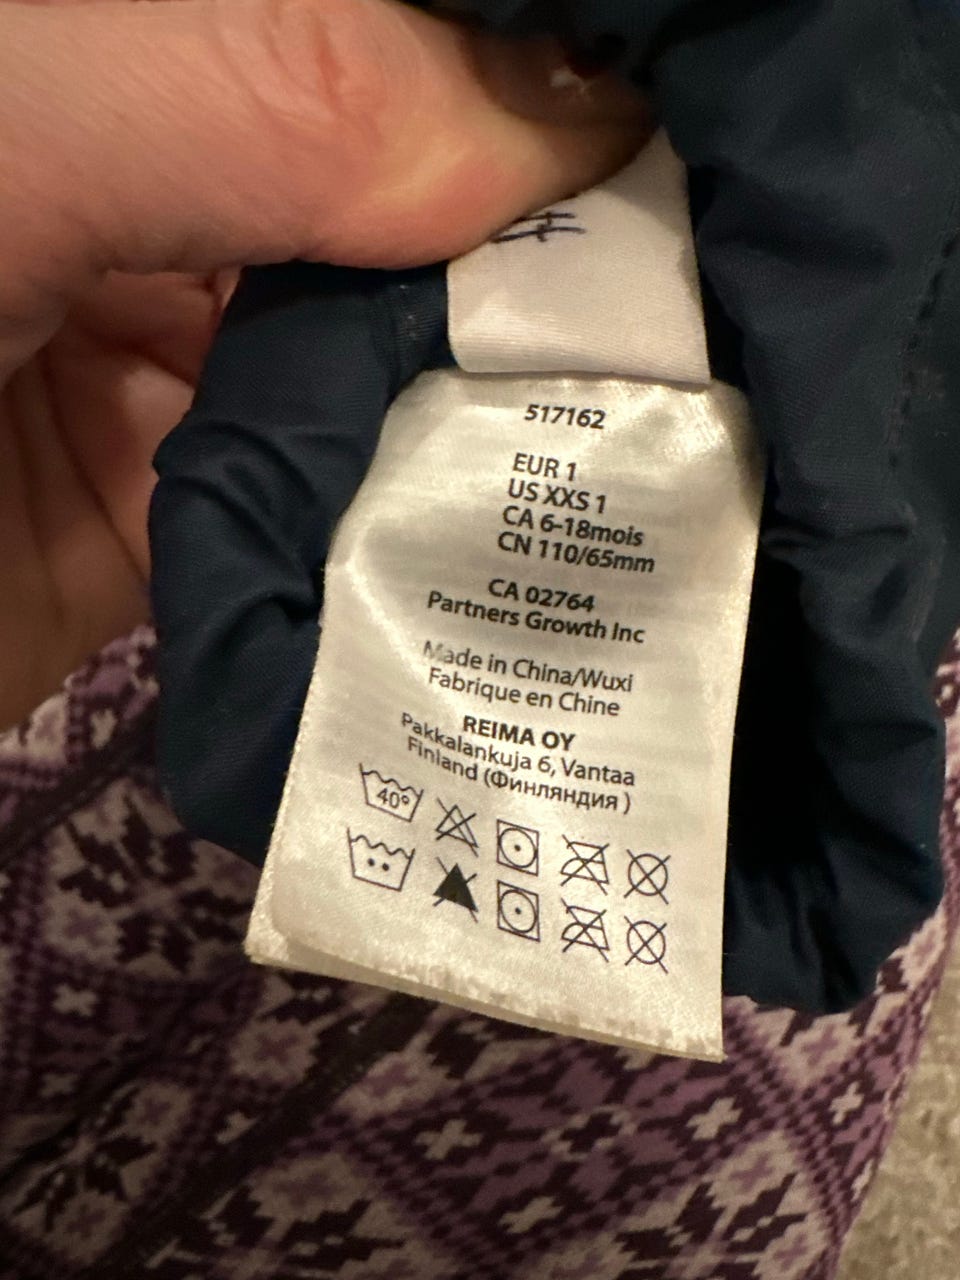 517162
EUR 1
US XXS 1
CA 6-18mois
CN 110/65mm
CA 02764
Partners Growth Inc
Made in China/Wuxi
Fabrique en Chine
REIMA OY
Pakkalankuja 6, Vantaa
Finland (Финляндия )
40°